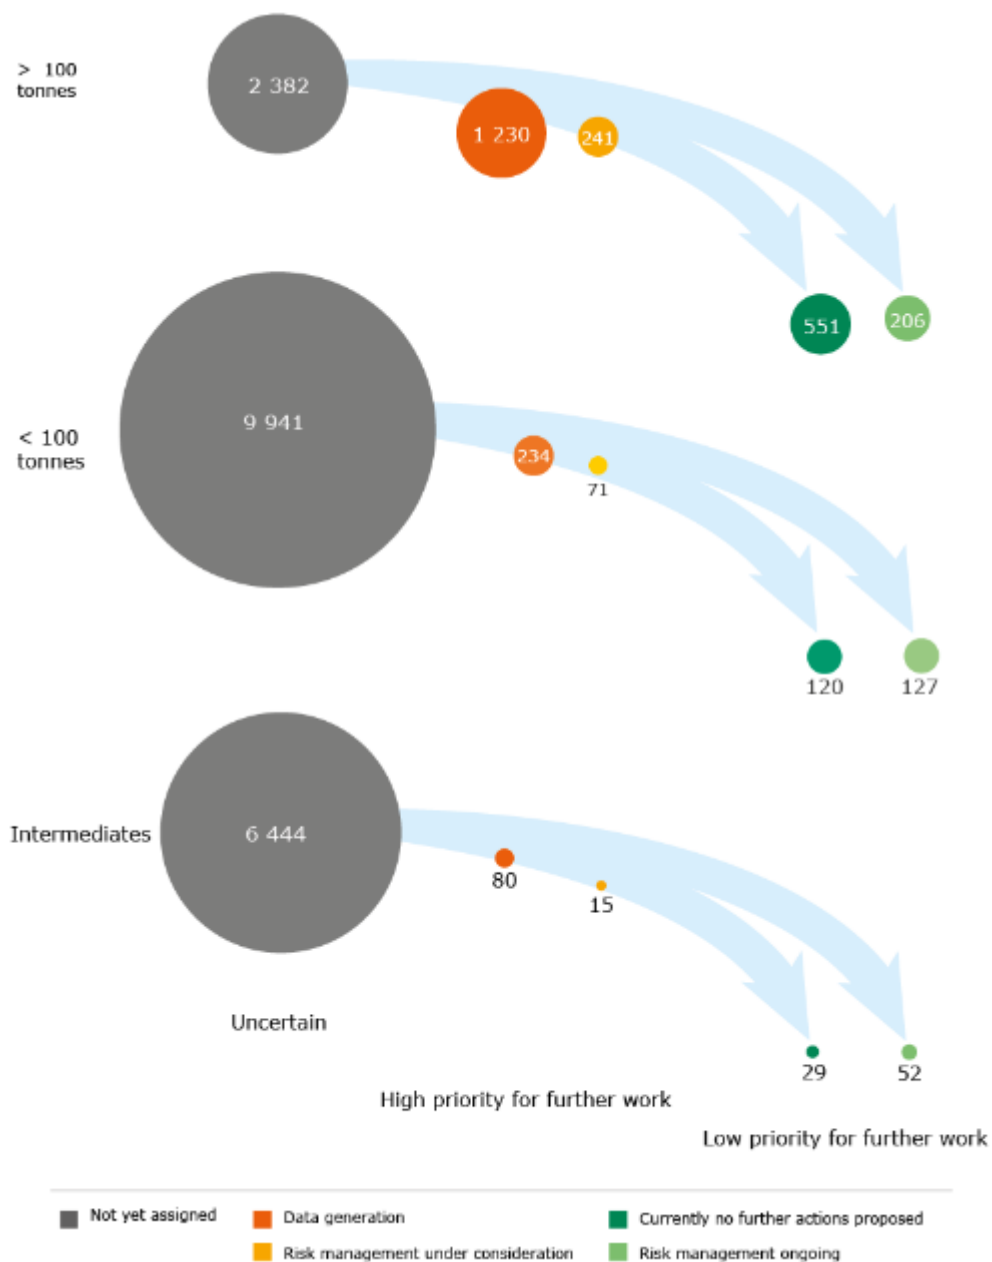 > 100
tonnes
2 382
1 230
241
551
206
< 100
tonnes
9 941
234
71
120
127
Intermediates
6 444
80
15
29
52
Uncertain
High priority for further work
Low priority for further work
Not yet assigned
Data generation
Currently no further actions proposed
Risk management under consideration
Risk management ongoing